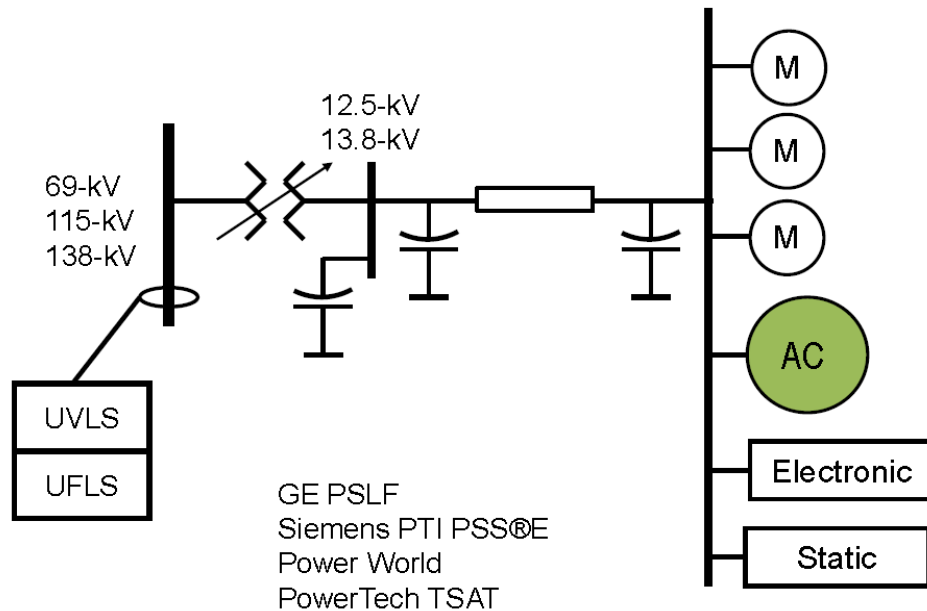 69-kV
115-kV
138-kV
12.5-kV
13.8-kV
UVLS
UFLS
M
M
M
AC
Electronic
Static
GE PSLF
Siemens PTI PSS®E
Power World
PowerTech TSAT